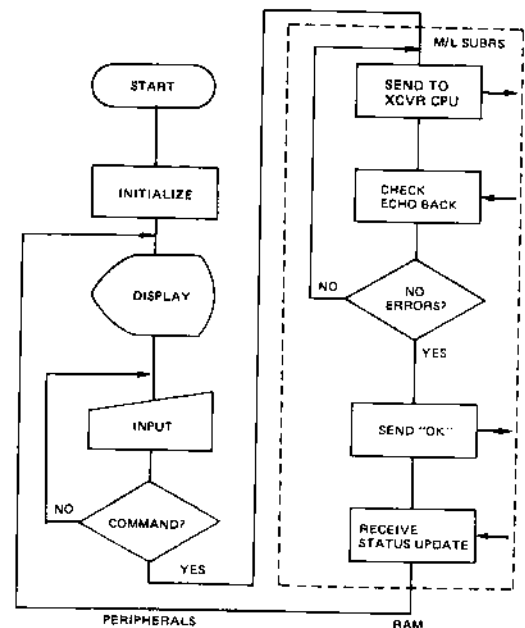 START
INITIALIZE
DISPLAY
INPUT
COMMAND?
NO
YES
M/L SUBRS
SEND TO
XCVR CPU
CHECK
ECHO BACK
NO
ERRORS?
NO
YES
SEND "OK"
RECEIVE
STATUS UPDATE
PERIPHERALS
RAM